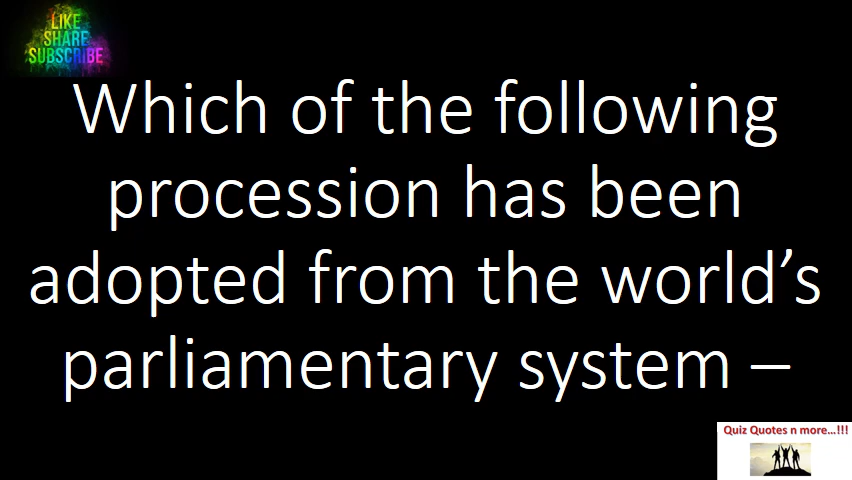 LIKE
SHARE
SUBSCRIBE
Which of the following
procession has been
adopted from the world’s
parliamentary system –
Quiz Quotes n more...!!!